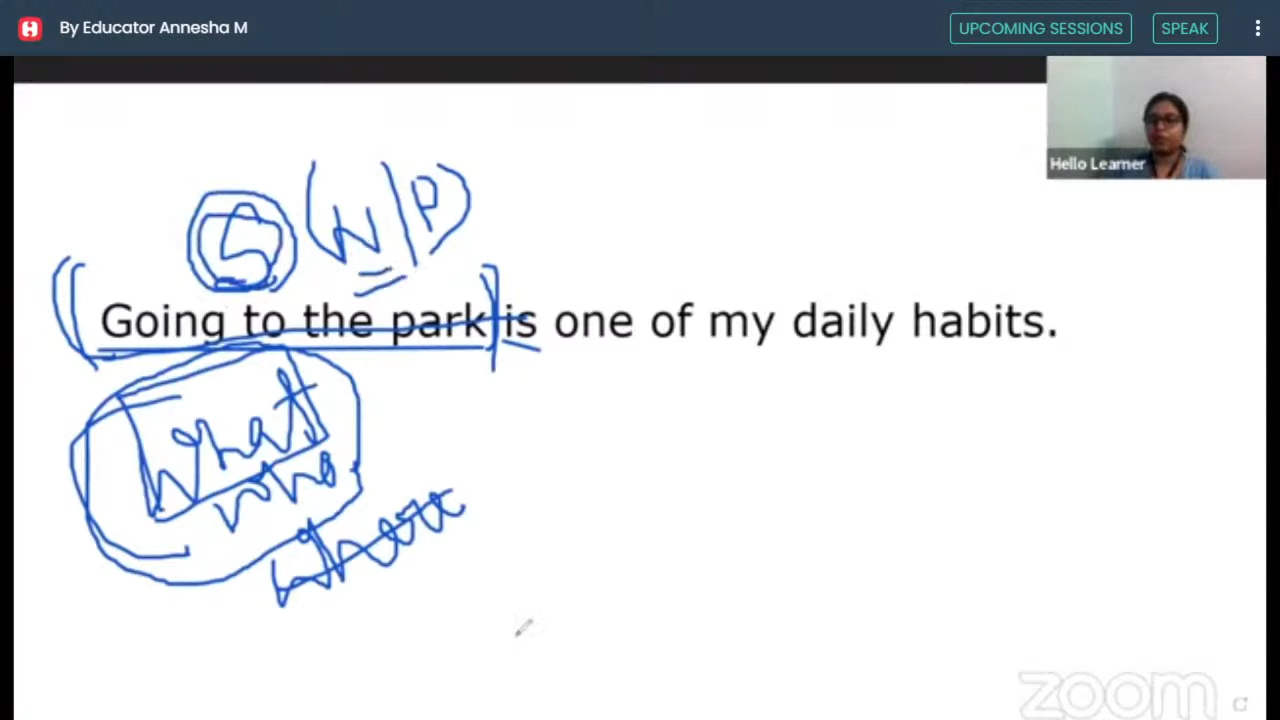 By Educator Annesha M
UPCOMING SESSIONS
SPEAK
Hello Learner
S (N/P)
Going to the park is one of my daily habits.
What
who
where
zoom